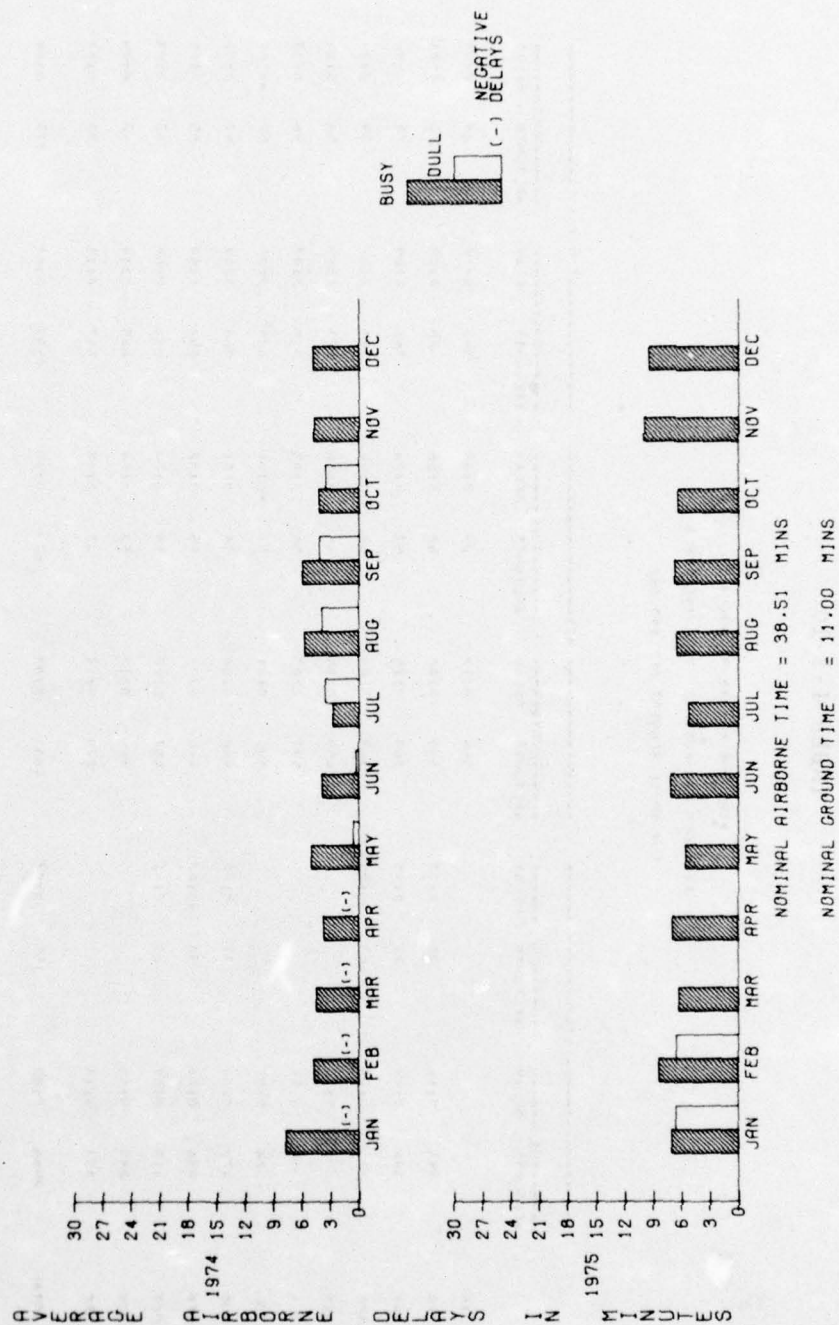 AVERAGE AIRBORNE DELAYS IN MINUTES
1974
30
27
24
21
18
15
12
9
6
3
0
(-) (-) (-) (-)
JAN FEB MAR APR MAY JUN JUL AUG SEP OCT NOV DEC
BUSY
DULL
(-) NEGATIVE
DELAYS
1975
30
27
24
21
18
15
12
9
6
3
0
JAN FEB MAR APR MAY JUN JUL AUG SEP OCT NOV DEC
NOMINAL AIRBORNE TIME = 38.51 MINS
NOMINAL GROUND TIME = 11.00 MINS